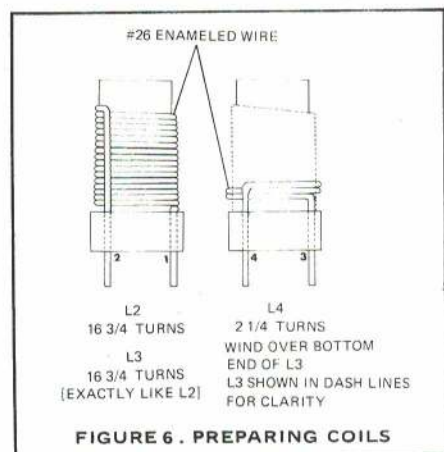 #26 ENAMELED WIRE
2 1
4 3
L2
16 3/4 TURNS
L3
16 3/4 TURNS
[EXACTLY LIKE L2]
L4
2 1/4 TURNS
WIND OVER BOTTOM
END OF L3
L3 SHOWN IN DASH LINES
FOR CLARITY
FIGURE 6. PREPARING COILS